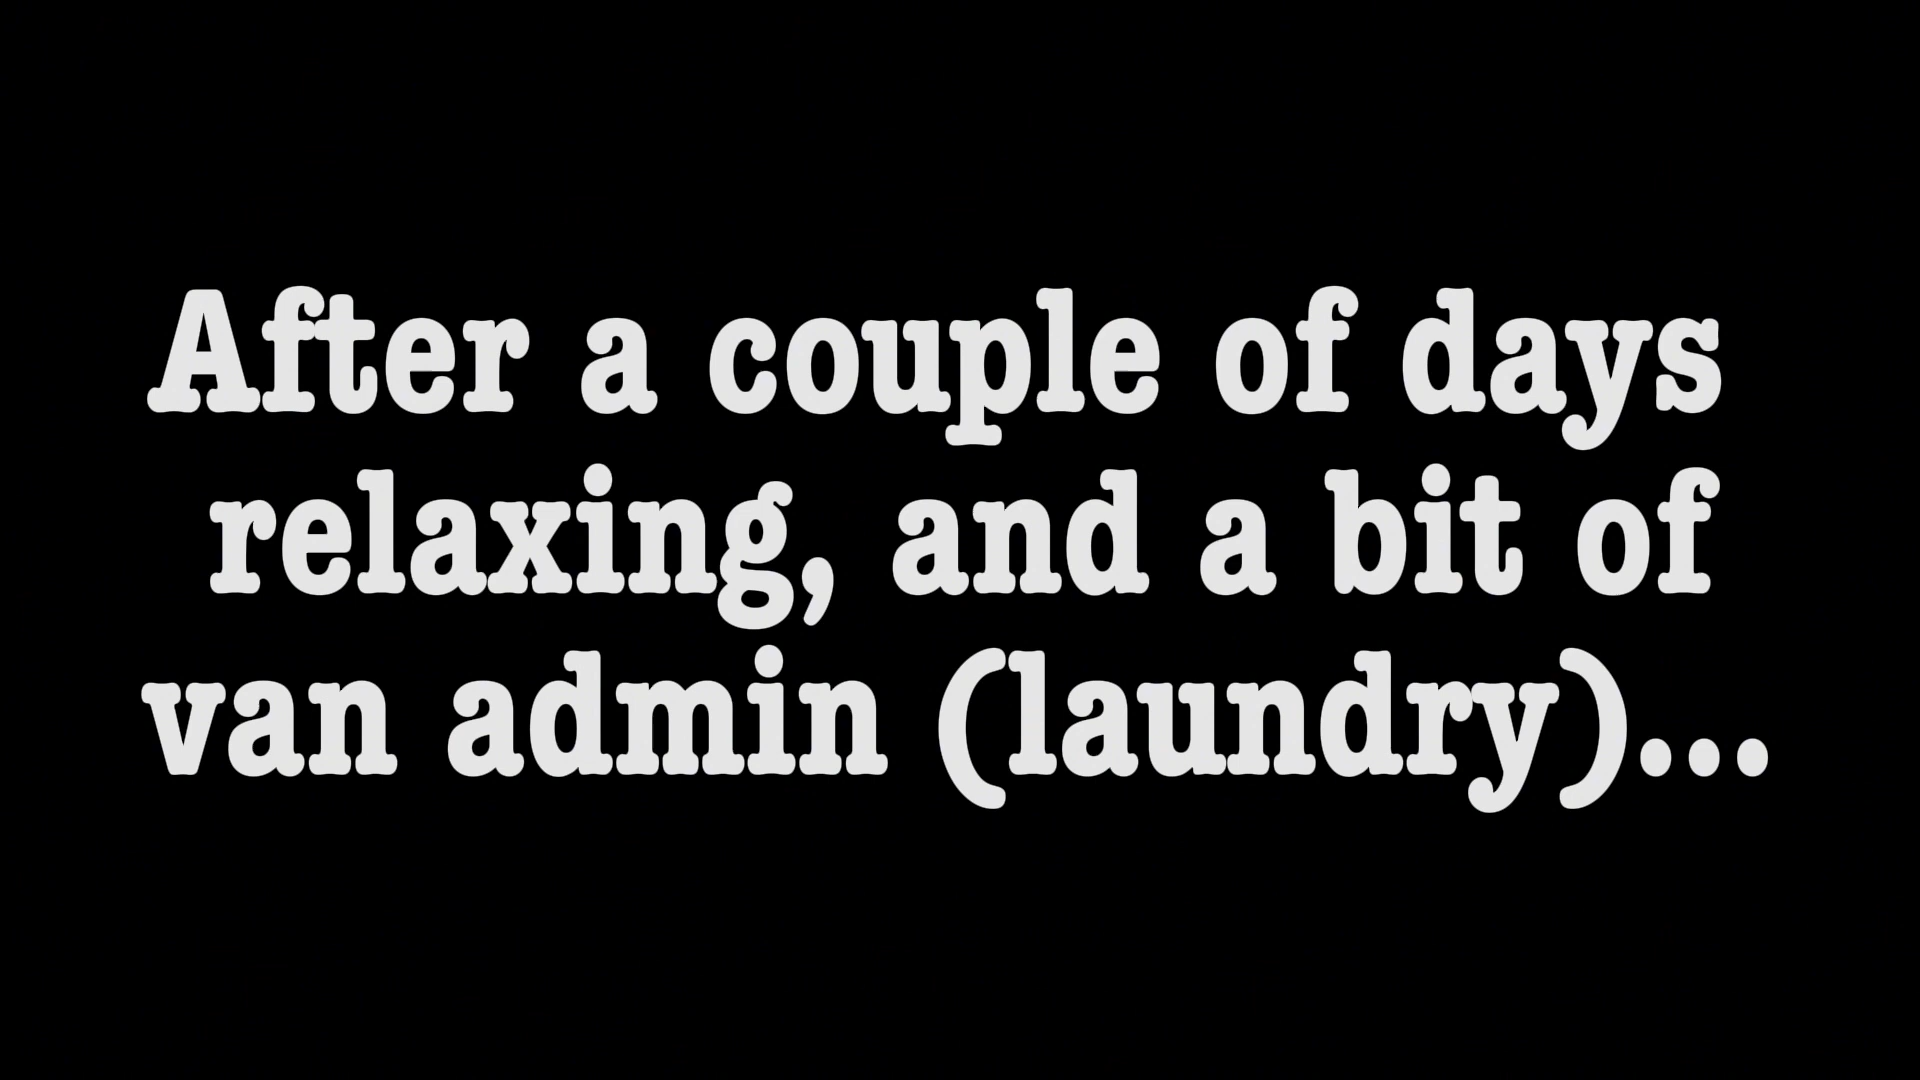 After a couple of days
relaxing, and a bit of
van admin (laundry)...